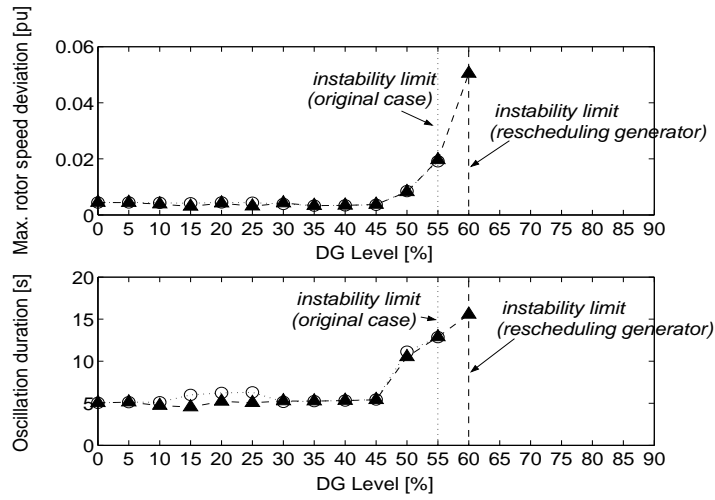 Max. rotor speed deviation [pu]
0.06
0.04
0.02
0
instability limit
(original case)
instability limit
(rescheduling generator)
0 5 10 15 20 25 30 35 40 45 50 55 60 65 70 75 80 85 90
DG Level [%]
Oscillation duration [s]
20
15
10
5
0
instability limit
(original case)
instability limit
(rescheduling generator)
0 5 10 15 20 25 30 35 40 45 50 55 60 65 70 75 80 85 90
DG Level [%]